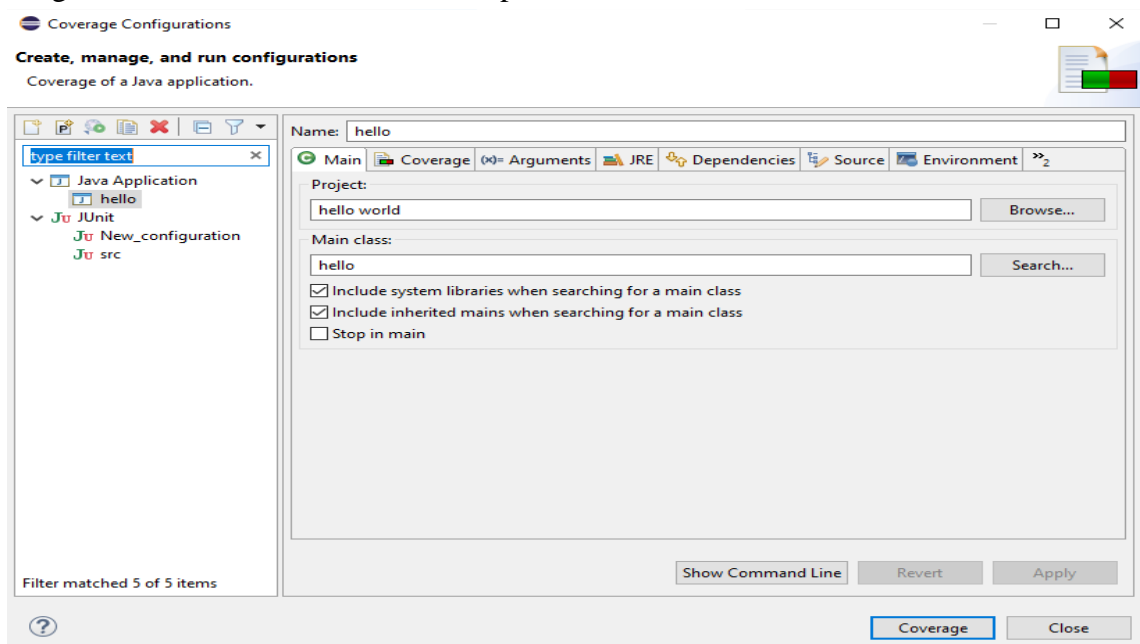 Coverage Configurations
Create, manage, and run configurations
Coverage of a Java application.
type filter text
Java Application
hello
JUnit
New_configuration
src
Filter matched 5 of 5 items
Name: hello
Main Coverage (x)= Arguments JRE Dependencies Source Environment »2
Project:
hello world Browse...
Main class:
hello Search...
Include system libraries when searching for a main class
Include inherited mains when searching for a main class
Stop in main
Show Command Line Revert Apply
Coverage Close